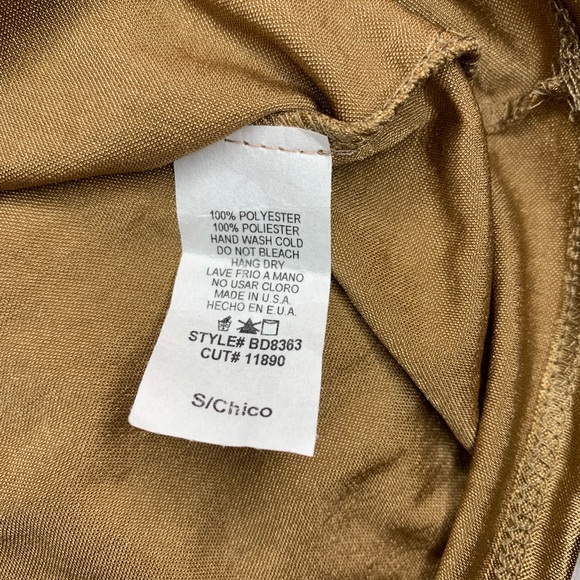 100% POLYESTER
100% POLIESTER
HAND WASH COLD
DO NOT BLEACH
HANG DRY
LAVE FRIO A MANO
NO USAR CLORO
MADE IN U.S.A.
HECHO EN E.U.A.
STYLE# BD8363
CUT# 11890
S/Chico